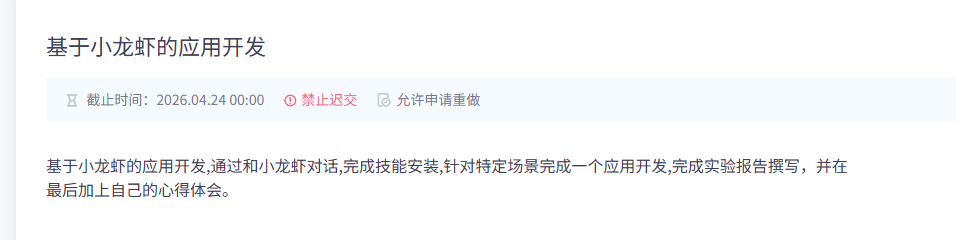 基于小龙虾的应用开发
截止时间：2026.04.24 00:00 禁止迟交 允许申请重做
基于小龙虾的应用开发,通过和小龙虾对话,完成技能安装,针对特定场景完成一个应用开发,完成实验报告撰写，并在
最后加上自己的心得体会。